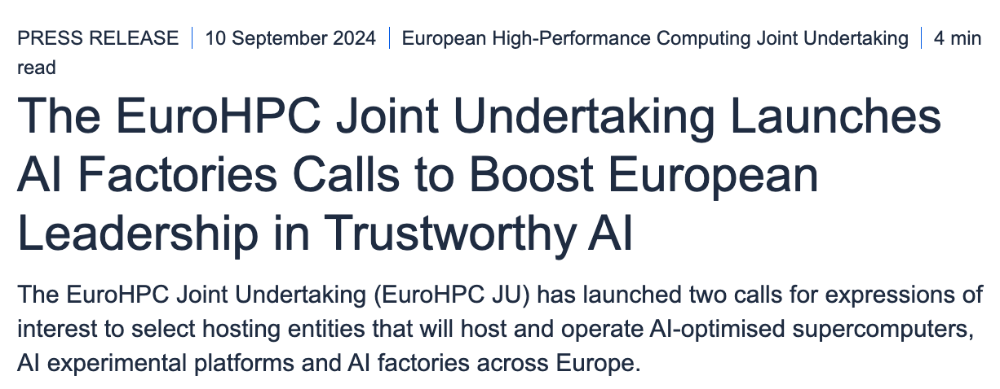 PRESS RELEASE | 10 September 2024 | European High-Performance Computing Joint Undertaking | 4 min
read
The EuroHPC Joint Undertaking Launches
AI Factories Calls to Boost European
Leadership in Trustworthy AI
The EuroHPC Joint Undertaking (EuroHPC JU) has launched two calls for expressions of
interest to select hosting entities that will host and operate AI-optimised supercomputers,
AI experimental platforms and AI factories across Europe.